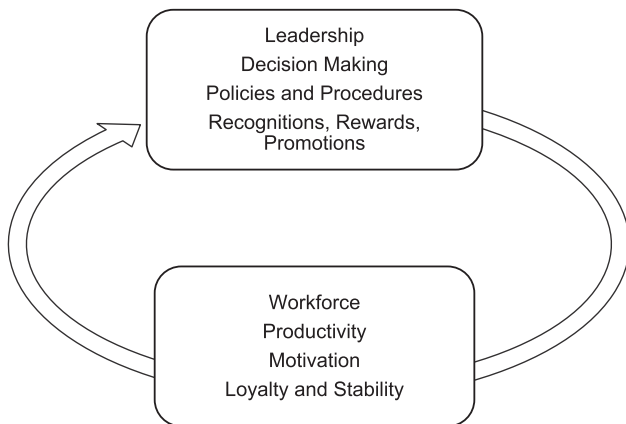 Leadership
Decision Making
Policies and Procedures
Recognitions, Rewards,
Promotions
Workforce
Productivity
Motivation
Loyalty and Stability